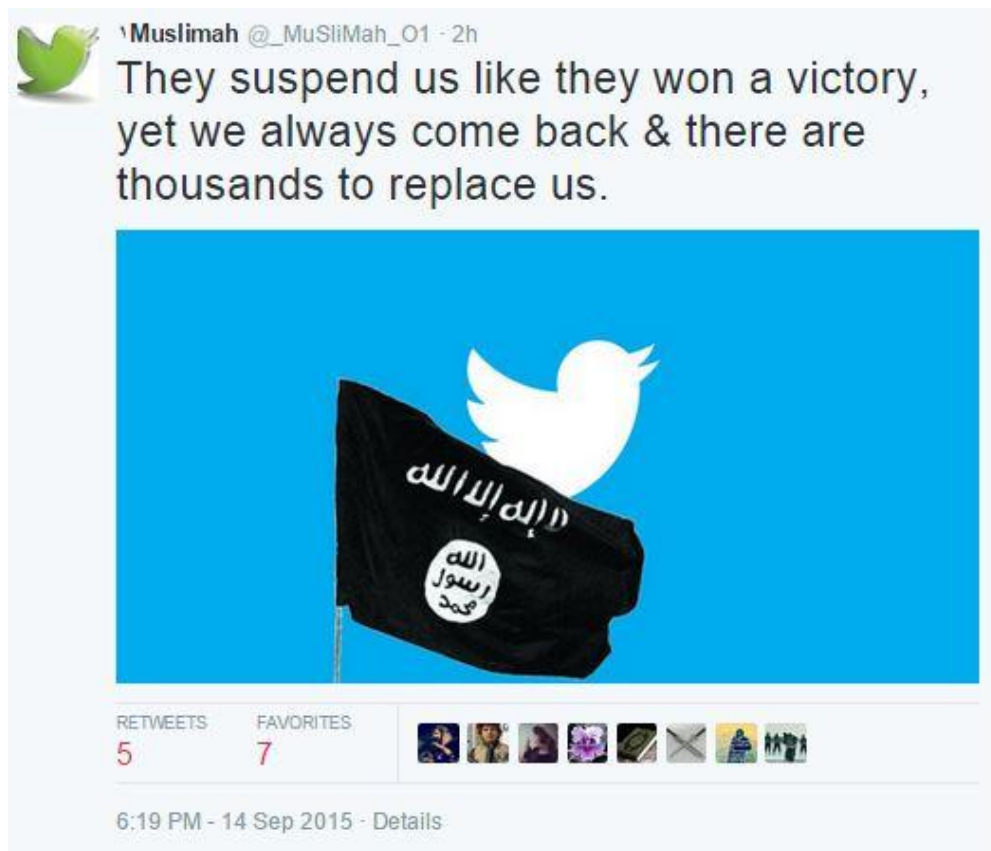 \Muslimah @_MuSliMah_O1 · 2h
They suspend us like they won a victory,
yet we always come back & there are
thousands to replace us.
لا إله إلا الله
الله
رسول
محمد
RETWEETS FAVORITES
5 7
6:19 PM - 14 Sep 2015 · Details